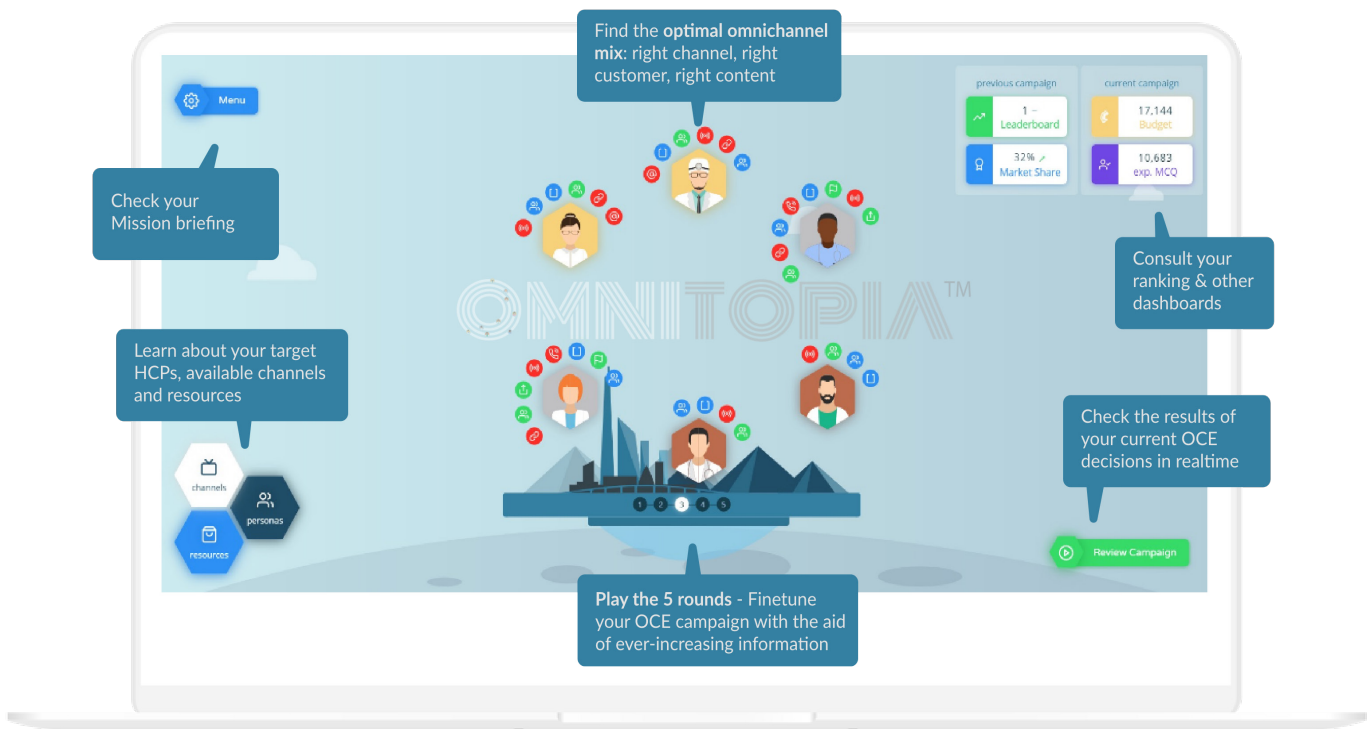 Find the optimal omnichannel
mix: right channel, right
customer, right content
Menu
previous campaign
current campaign
1 -
Leaderboard
17,144
Budget
32%
Market Share
10,683
exp. MCQ
Check your
Mission briefing
Consult your
ranking & other
dashboards
OMNITOPIA™
Learn about your target
HCPs, available channels
and resources
Check the results of
your current OCE
decisions in realtime
channels
personas
resources
1 2 3 4 5
Review Campaign
Play the 5 rounds - Finetune
your OCE campaign with the aid
of ever-increasing information